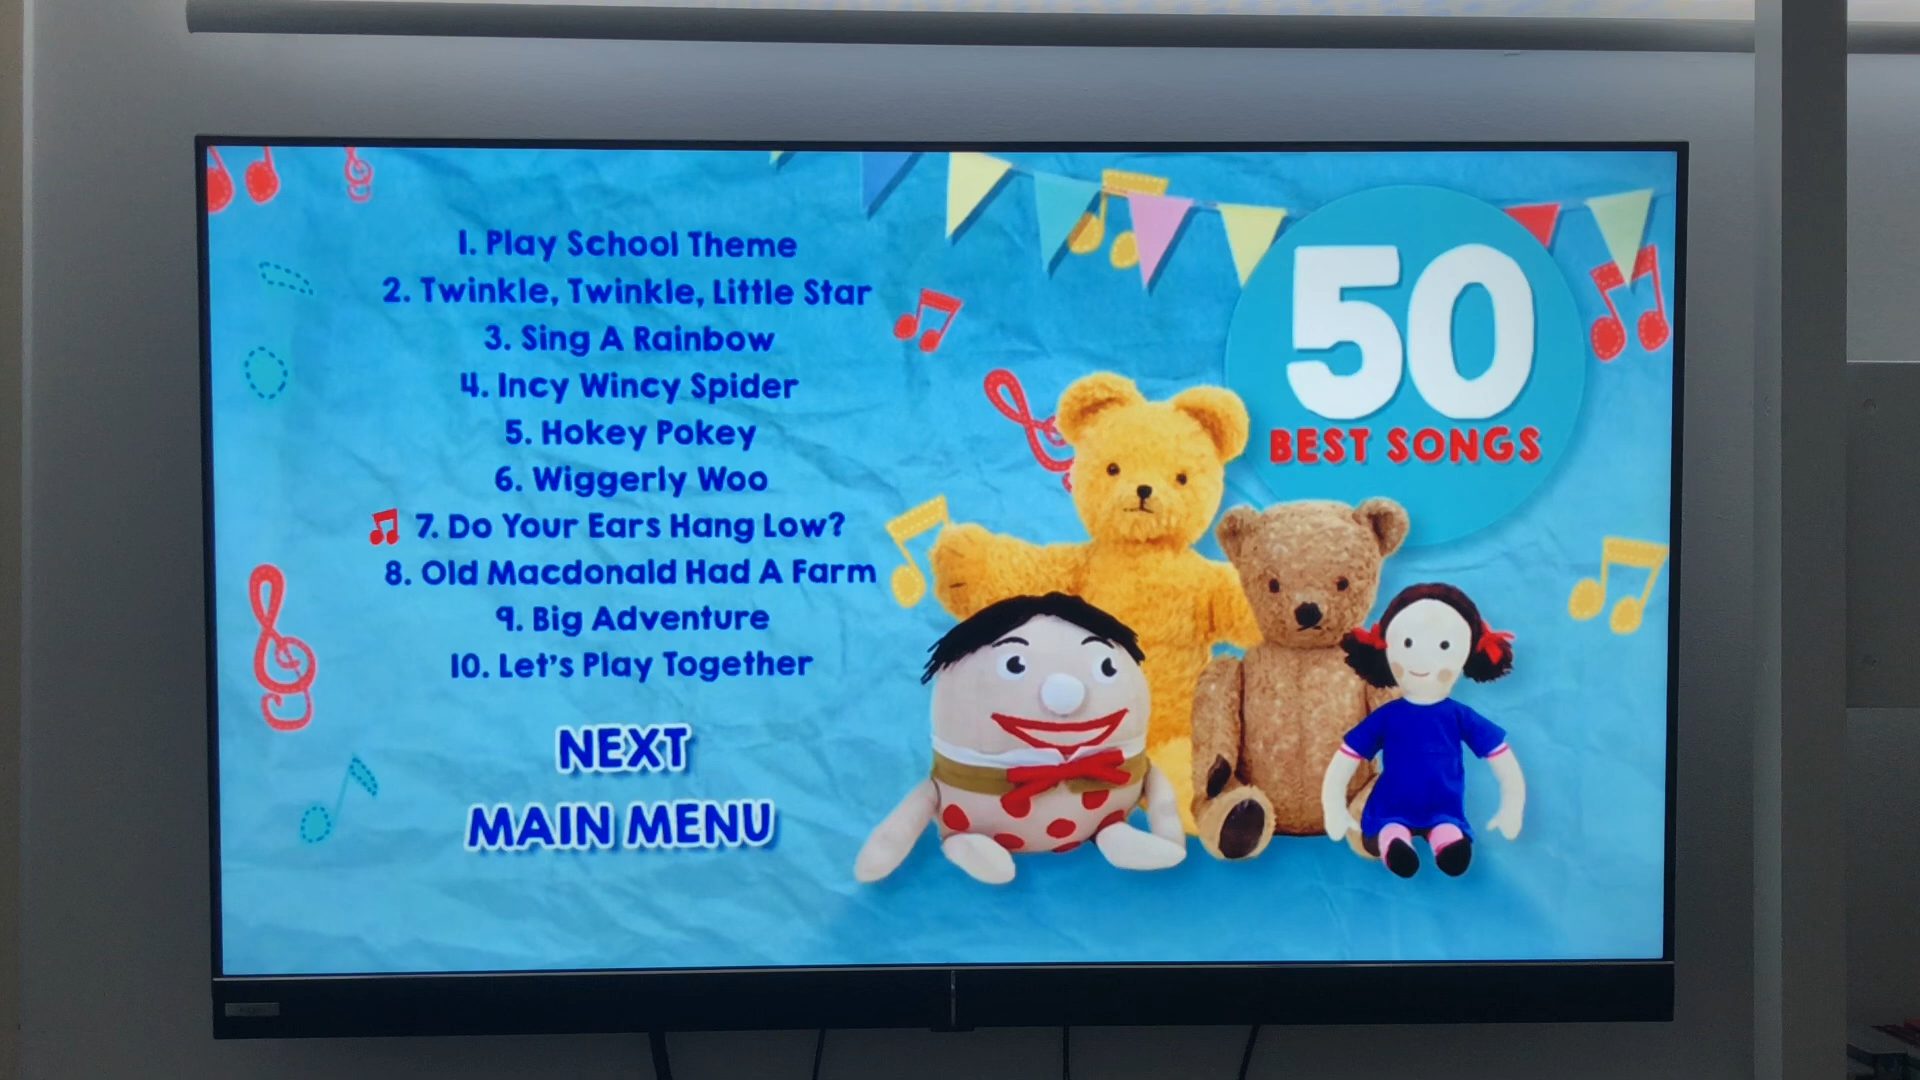 1. Play School Theme
2. Twinkle, Twinkle, Little Star
3. Sing A Rainbow
4. Incy Wincy Spider
5. Hokey Pokey
6. Wiggerly Woo
7. Do Your Ears Hang Low?
8. Old Macdonald Had A Farm
9. Big Adventure
10. Let's Play Together
NEXT
MAIN MENU
50
BEST SONGS